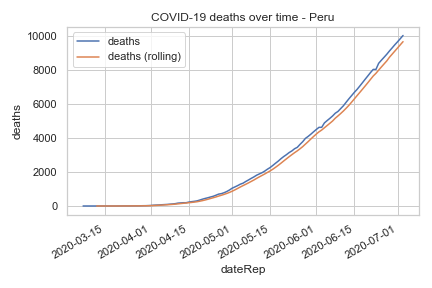 COVID-19 deaths over time - Peru
deaths
deaths (rolling)
10000
8000
6000
4000
2000
0
deaths
2020-03-15
2020-04-01
2020-04-15
2020-05-01
2020-05-15
2020-06-01
2020-06-15
2020-07-01
dateRep